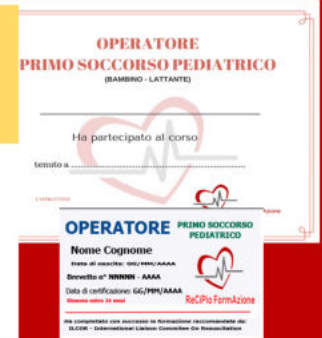 OPERATORE
PRIMO SOCCORSO PEDIATRICO
(BAMBINO - LATTANTE)
Ha partecipato al corso
tenuto a
L'ISTRUTTORE
Azione
OPERATORE PRIMO SOCCORSO
PEDIATRICO
Nome Cognome
Data di nascita: GG/MM/AAAA
Brevetto n° NNNNN - AAAA
Data di certificazione: GG/MM/AAAA
Rinnovo entro 24 mesi
ReCiPio FormAzione
Ha completato con successo la formazione raccomandata da:
ILCOR - International Liaison Committee On Resuscitation